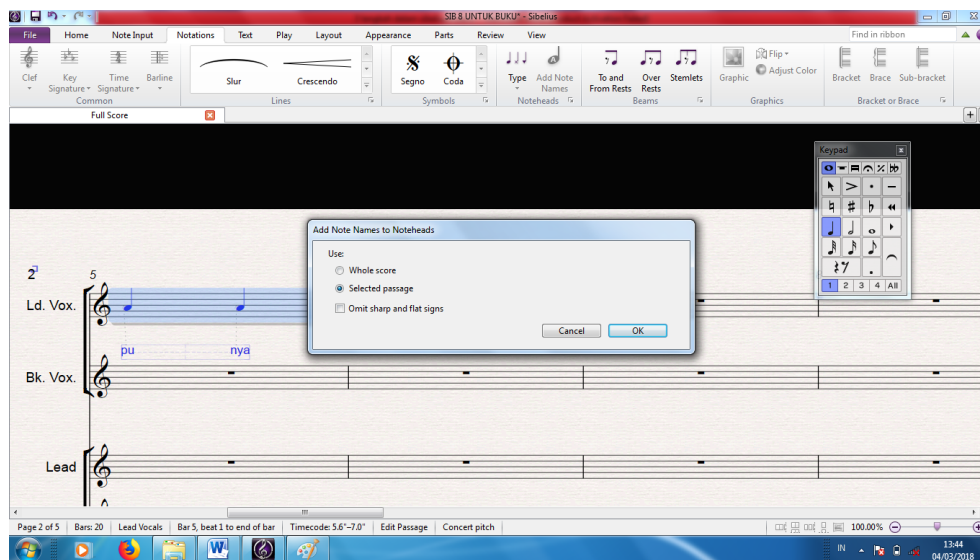 SIB 8 UNTUK BUKU* - Sibelius
File Home Note Input Notations Text Play Layout Appearance Parts Review View Find in ribbon
Clef Key Signature Time Signature Barline
Common
Slur Crescendo
Lines
Segno Coda
Symbols
Type Add Note Names
Noteheads
To and From Rests Over Rests Stemlets
Beams
Graphic Flip Adjust Color
Graphics
Bracket Brace Sub-bracket
Bracket or Brace
Full Score
Keypad
1 2 3 4 All
Add Note Names to Noteheads
Use:
Whole score
Selected passage
Omit sharp and flat signs
Cancel OK
2 5
Ld. Vox.
pu nya
Bk. Vox.
Lead
Page 2 of 5 Bars: 20 Lead Vocals Bar 5, beat 1 to end of bar Timecode: 5.6"-7.0" Edit Passage Concert pitch 100.00%
IN 13:44
04/03/2018